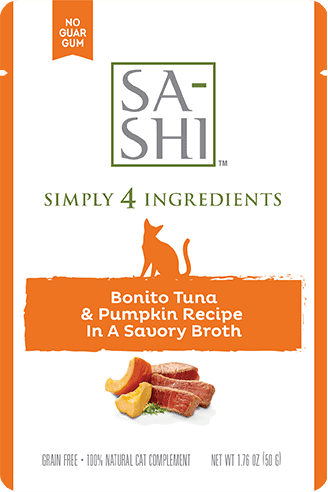 NO
GUAR
GUM
SA-
SHI
™
SIMPLY 4 INGREDIENTS
Bonito Tuna
& Pumpkin Recipe
In A Savory Broth
GRAIN FREE • 100% NATURAL CAT COMPLEMENT NET WT 1.76 OZ (50 G)